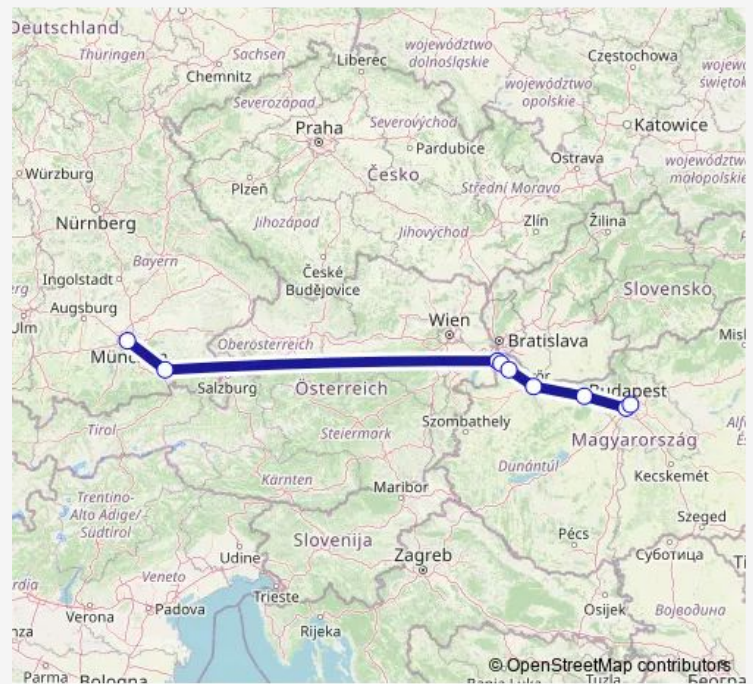 Deutschland
Thüringen
Sachsen
Chemnitz
Liberec
województwo
dolnośląskie
Częstochowa
województwo
opolskie
Severozápad
Praha
Severovýchod
Pardubice
Katowice
Ostrava
Würzburg
Plzeň
Česko
Střední Morava
województwo
małopolskie
Nürnberg
Jihozápad
Jihovýchod
Zlín
Žilina
Bayern
České
Budějovice
Ingolstadt
Slovensko
Augsburg
Ulm
Wien
Oberösterreich
Bratislava
Salzburg
Österreich
Budapest
Tirol
Steiermark
Szombathely
Magyarország
Dunántúl
Kärnten
Kecskemét
Maribor
Trentino-
Alto Adige/
Südtirol
Szeged
Slovenija
Pécs
Udine
Zagreb
Суботица
Veneto
Trieste
Verona
Padova
Osijek
Војводина
Rijeka
© OpenStreetMap contributors
Parma
Bologna
Tuzla